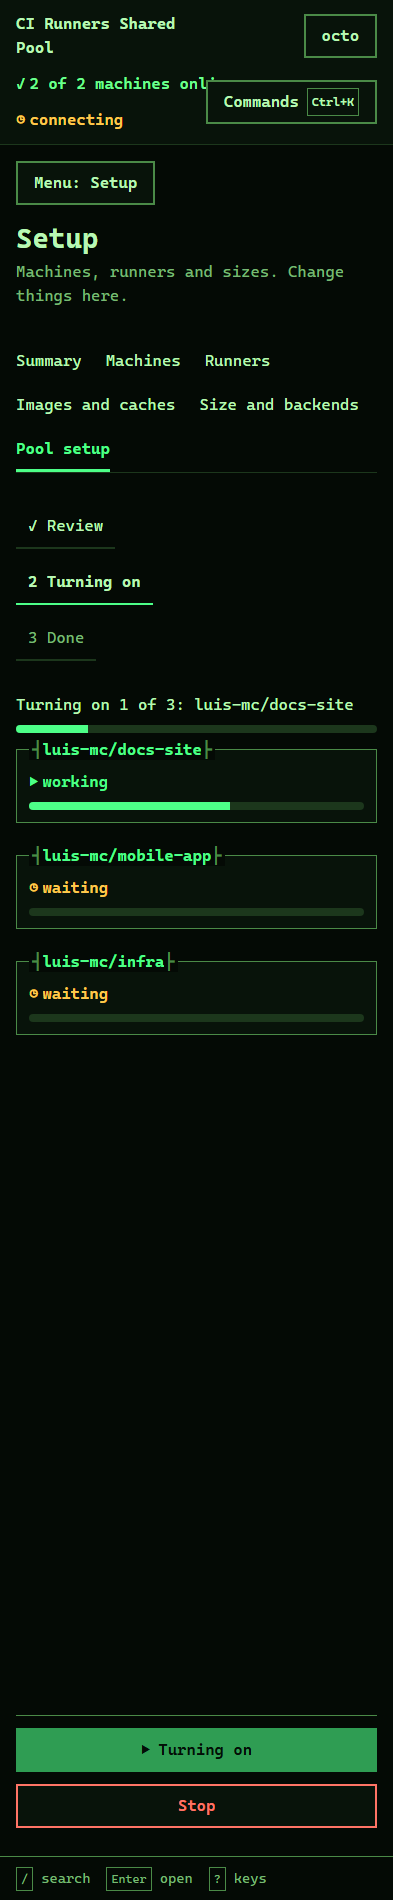 CI Runners Shared
Pool
octo
✓ 2 of 2 machines
Commands Ctrl+K
connecting
Menu: Setup
Setup
Machines, runners and sizes. Change
things here.
Summary Machines Runners
Images and caches Size and backends
Pool setup
✓ Review
2 Turning on
3 Done
Turning on 1 of 3: luis-mc/docs-site
luis-mc/docs-site
working
luis-mc/mobile-app
waiting
luis-mc/infra
waiting
Turning on
Stop
/ search Enter open ? keys